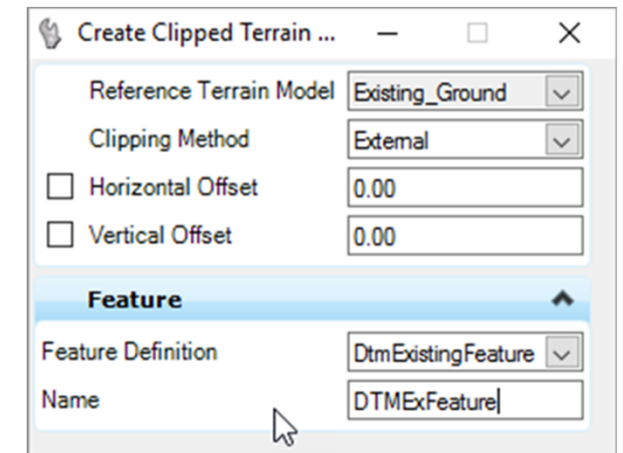 Create Clipped Terrain ...
Reference Terrain Model Existing_Ground
Clipping Method External
Horizontal Offset 0.00
Vertical Offset 0.00
Feature
Feature Definition DtmExistingFeature
Name DTMExFeature